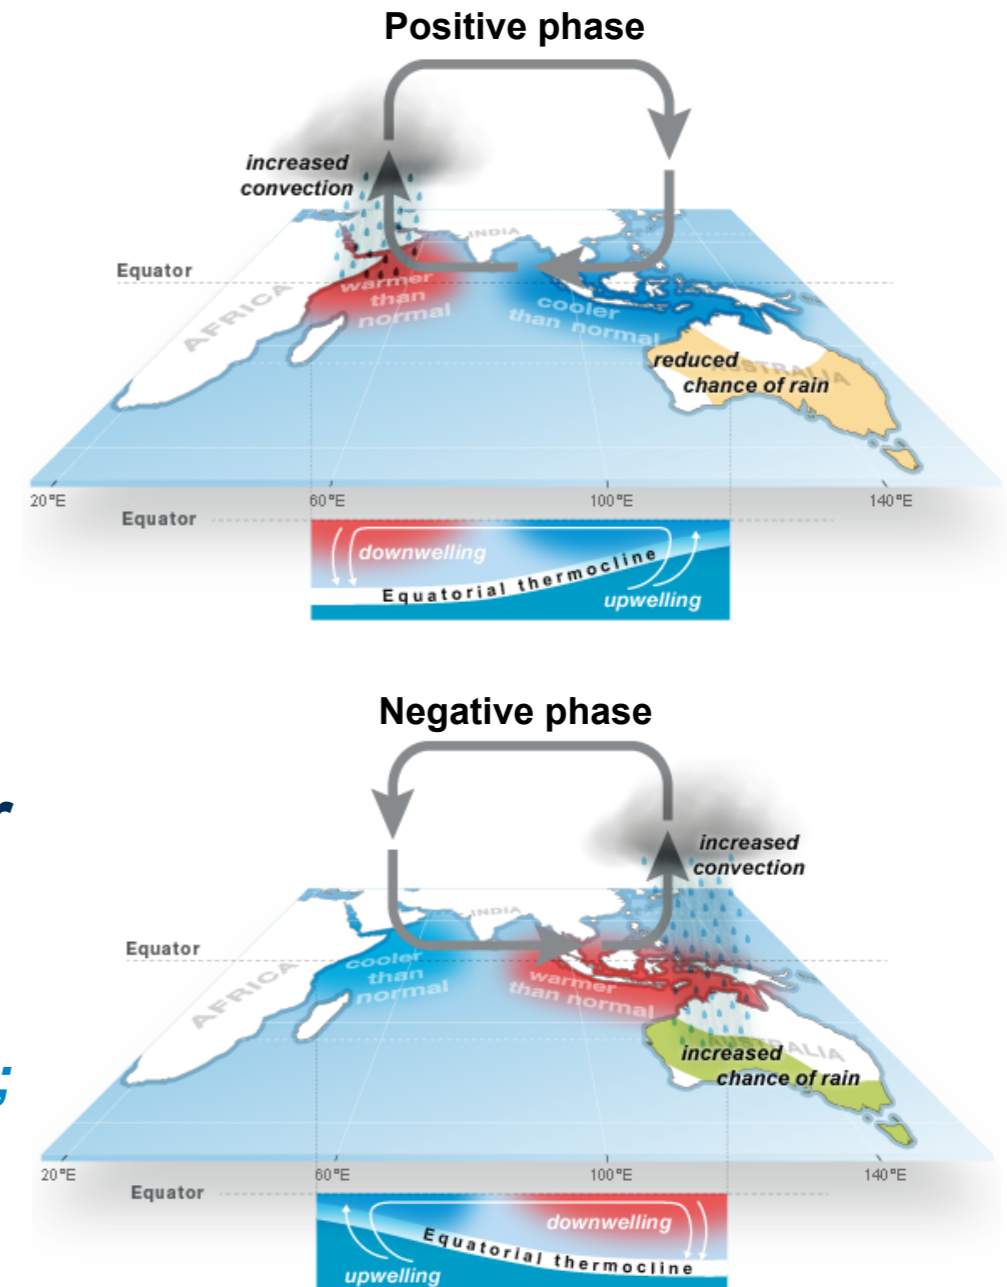 Positive phase
increased
convection
INDIA
Equator
AFRICA
warmer
than
normal
cooler
than normal
AUSTRALIA
reduced
chance of rain
20°E
60°E
100°E
140°E
Equator
downwelling
Equatorial thermocline
upwelling
Negative phase
r
increased
convection
INDIA
Equator
AFRICA
cooler
than
normal
warmer
than normal
AUSTRALIA
increased
chance of rain
;
20°E
60°E
100°E
140°E
Equator
downwelling
Equatorial thermocline
upwelling